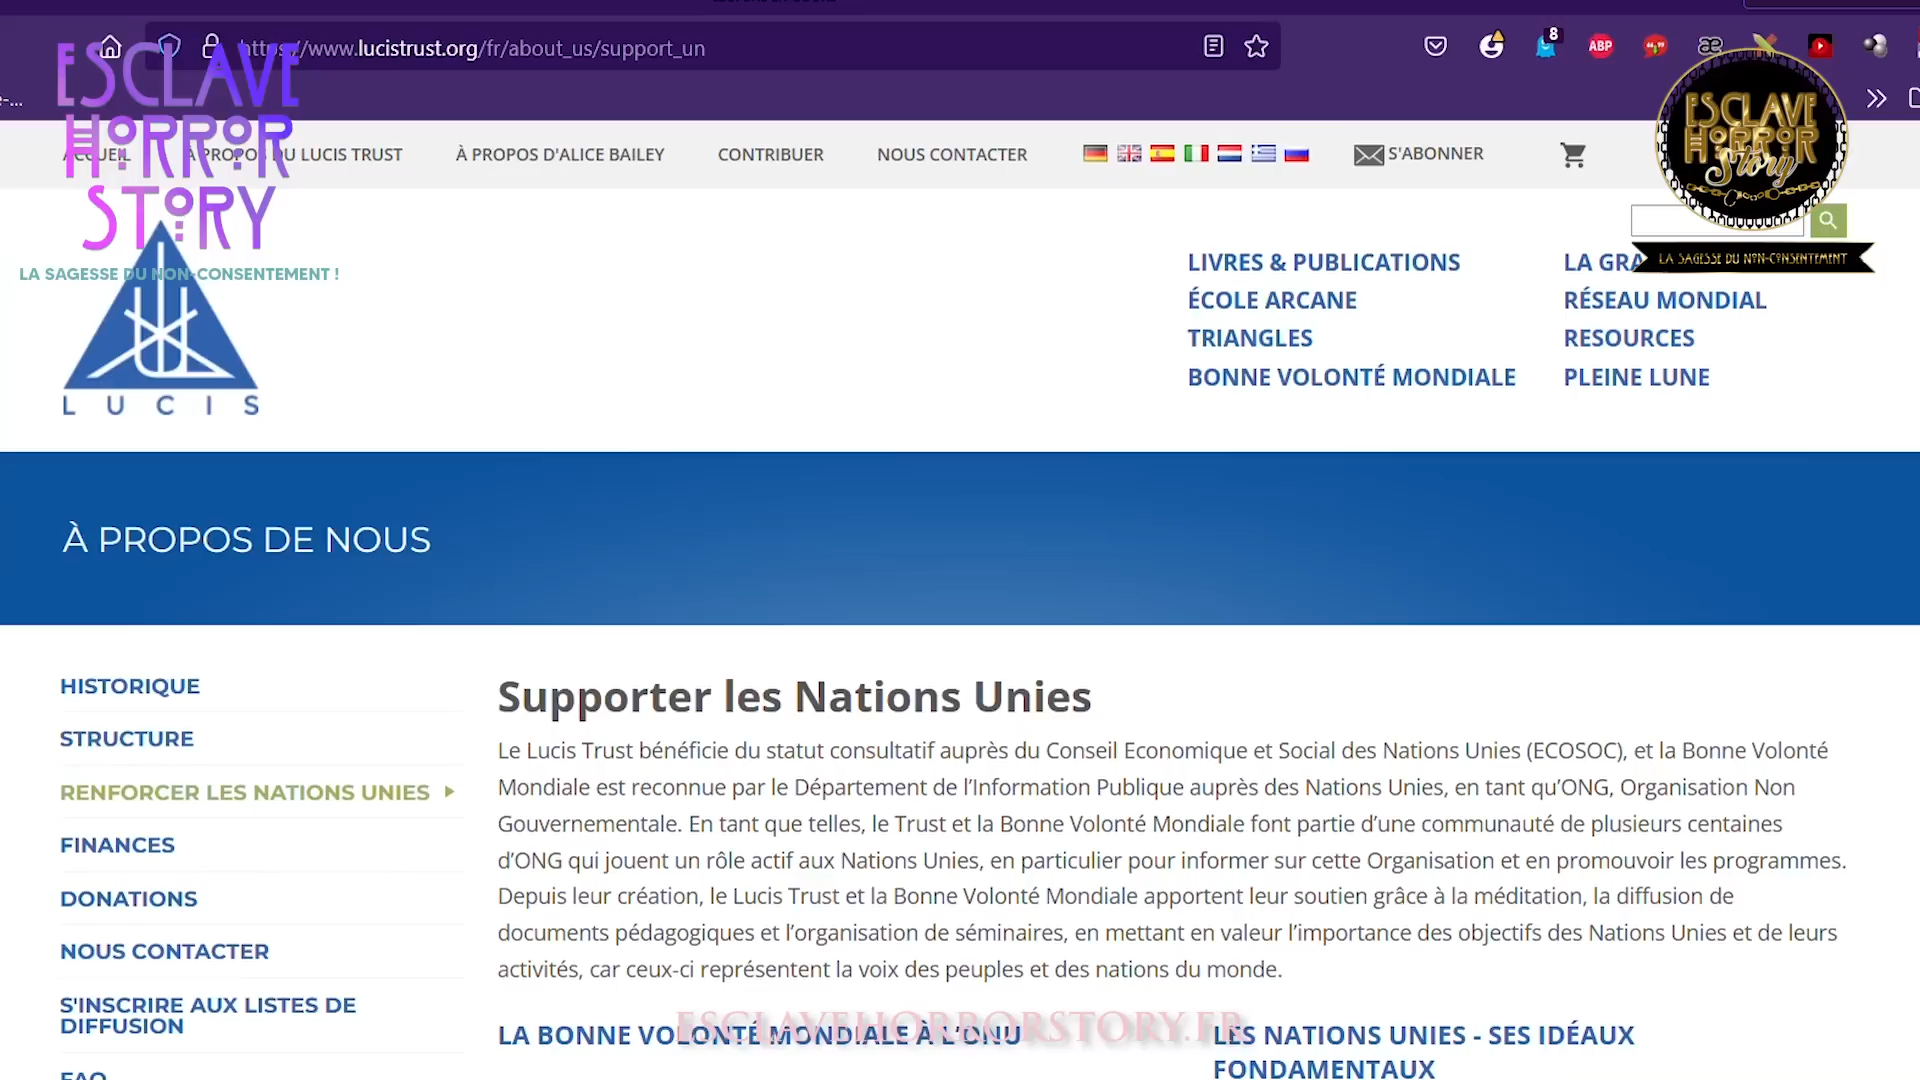 https://www.lucistrust.org/fr/about_us/support_un
8
ABP
æ
ESCLAVE
HORROR
STORY
LA SAGESSE DU NON-CONSENTEMENT !
ACCUEIL
À PROPOS DU LUCIS TRUST
À PROPOS D'ALICE BAILEY
CONTRIBUER
NOUS CONTACTER
S'ABONNER
ESCLAVE
HORROR
Story
LA SAGESSE DU NON-CONSENTEMENT
LIVRES & PUBLICATIONS
ÉCOLE ARCANE
TRIANGLES
BONNE VOLONTÉ MONDIALE
LA
RÉSEAU MONDIAL
RESOURCES
PLEINE LUNE
LUCIS
À PROPOS DE NOUS
HISTORIQUE
STRUCTURE
RENFORCER LES NATIONS UNIES
FINANCES
DONATIONS
NOUS CONTACTER
S'INSCRIRE AUX LISTES DE
DIFFUSION
FAQ
Supporter les Nations Unies
Le Lucis Trust bénéficie du statut consultatif auprès du Conseil Economique et Social des Nations Unies (ECOSOC), et la Bonne Volonté
Mondiale est reconnue par le Département de l’Information Publique auprès des Nations Unies, en tant qu’ONG, Organisation Non
Gouvernementale. En tant que telles, le Trust et la Bonne Volonté Mondiale font partie d’une communauté de plusieurs centaines
d’ONG qui jouent un rôle actif aux Nations Unies, en particulier pour informer sur cette Organisation et en promouvoir les programmes.
Depuis leur création, le Lucis Trust et la Bonne Volonté Mondiale apportent leur soutien grâce à la méditation, la diffusion de
documents pédagogiques et l’organisation de séminaires, en mettant en valeur l’importance des objectifs des Nations Unies et de leurs
activités, car ceux-ci représentent la voix des peuples et des nations du monde.
LA BONNE VOLONTÉ MONDIALE À L’ONU
LES NATIONS UNIES - SES IDÉAUX
FONDAMENTAUX
ESCLAVEHORRORSTORY.FR